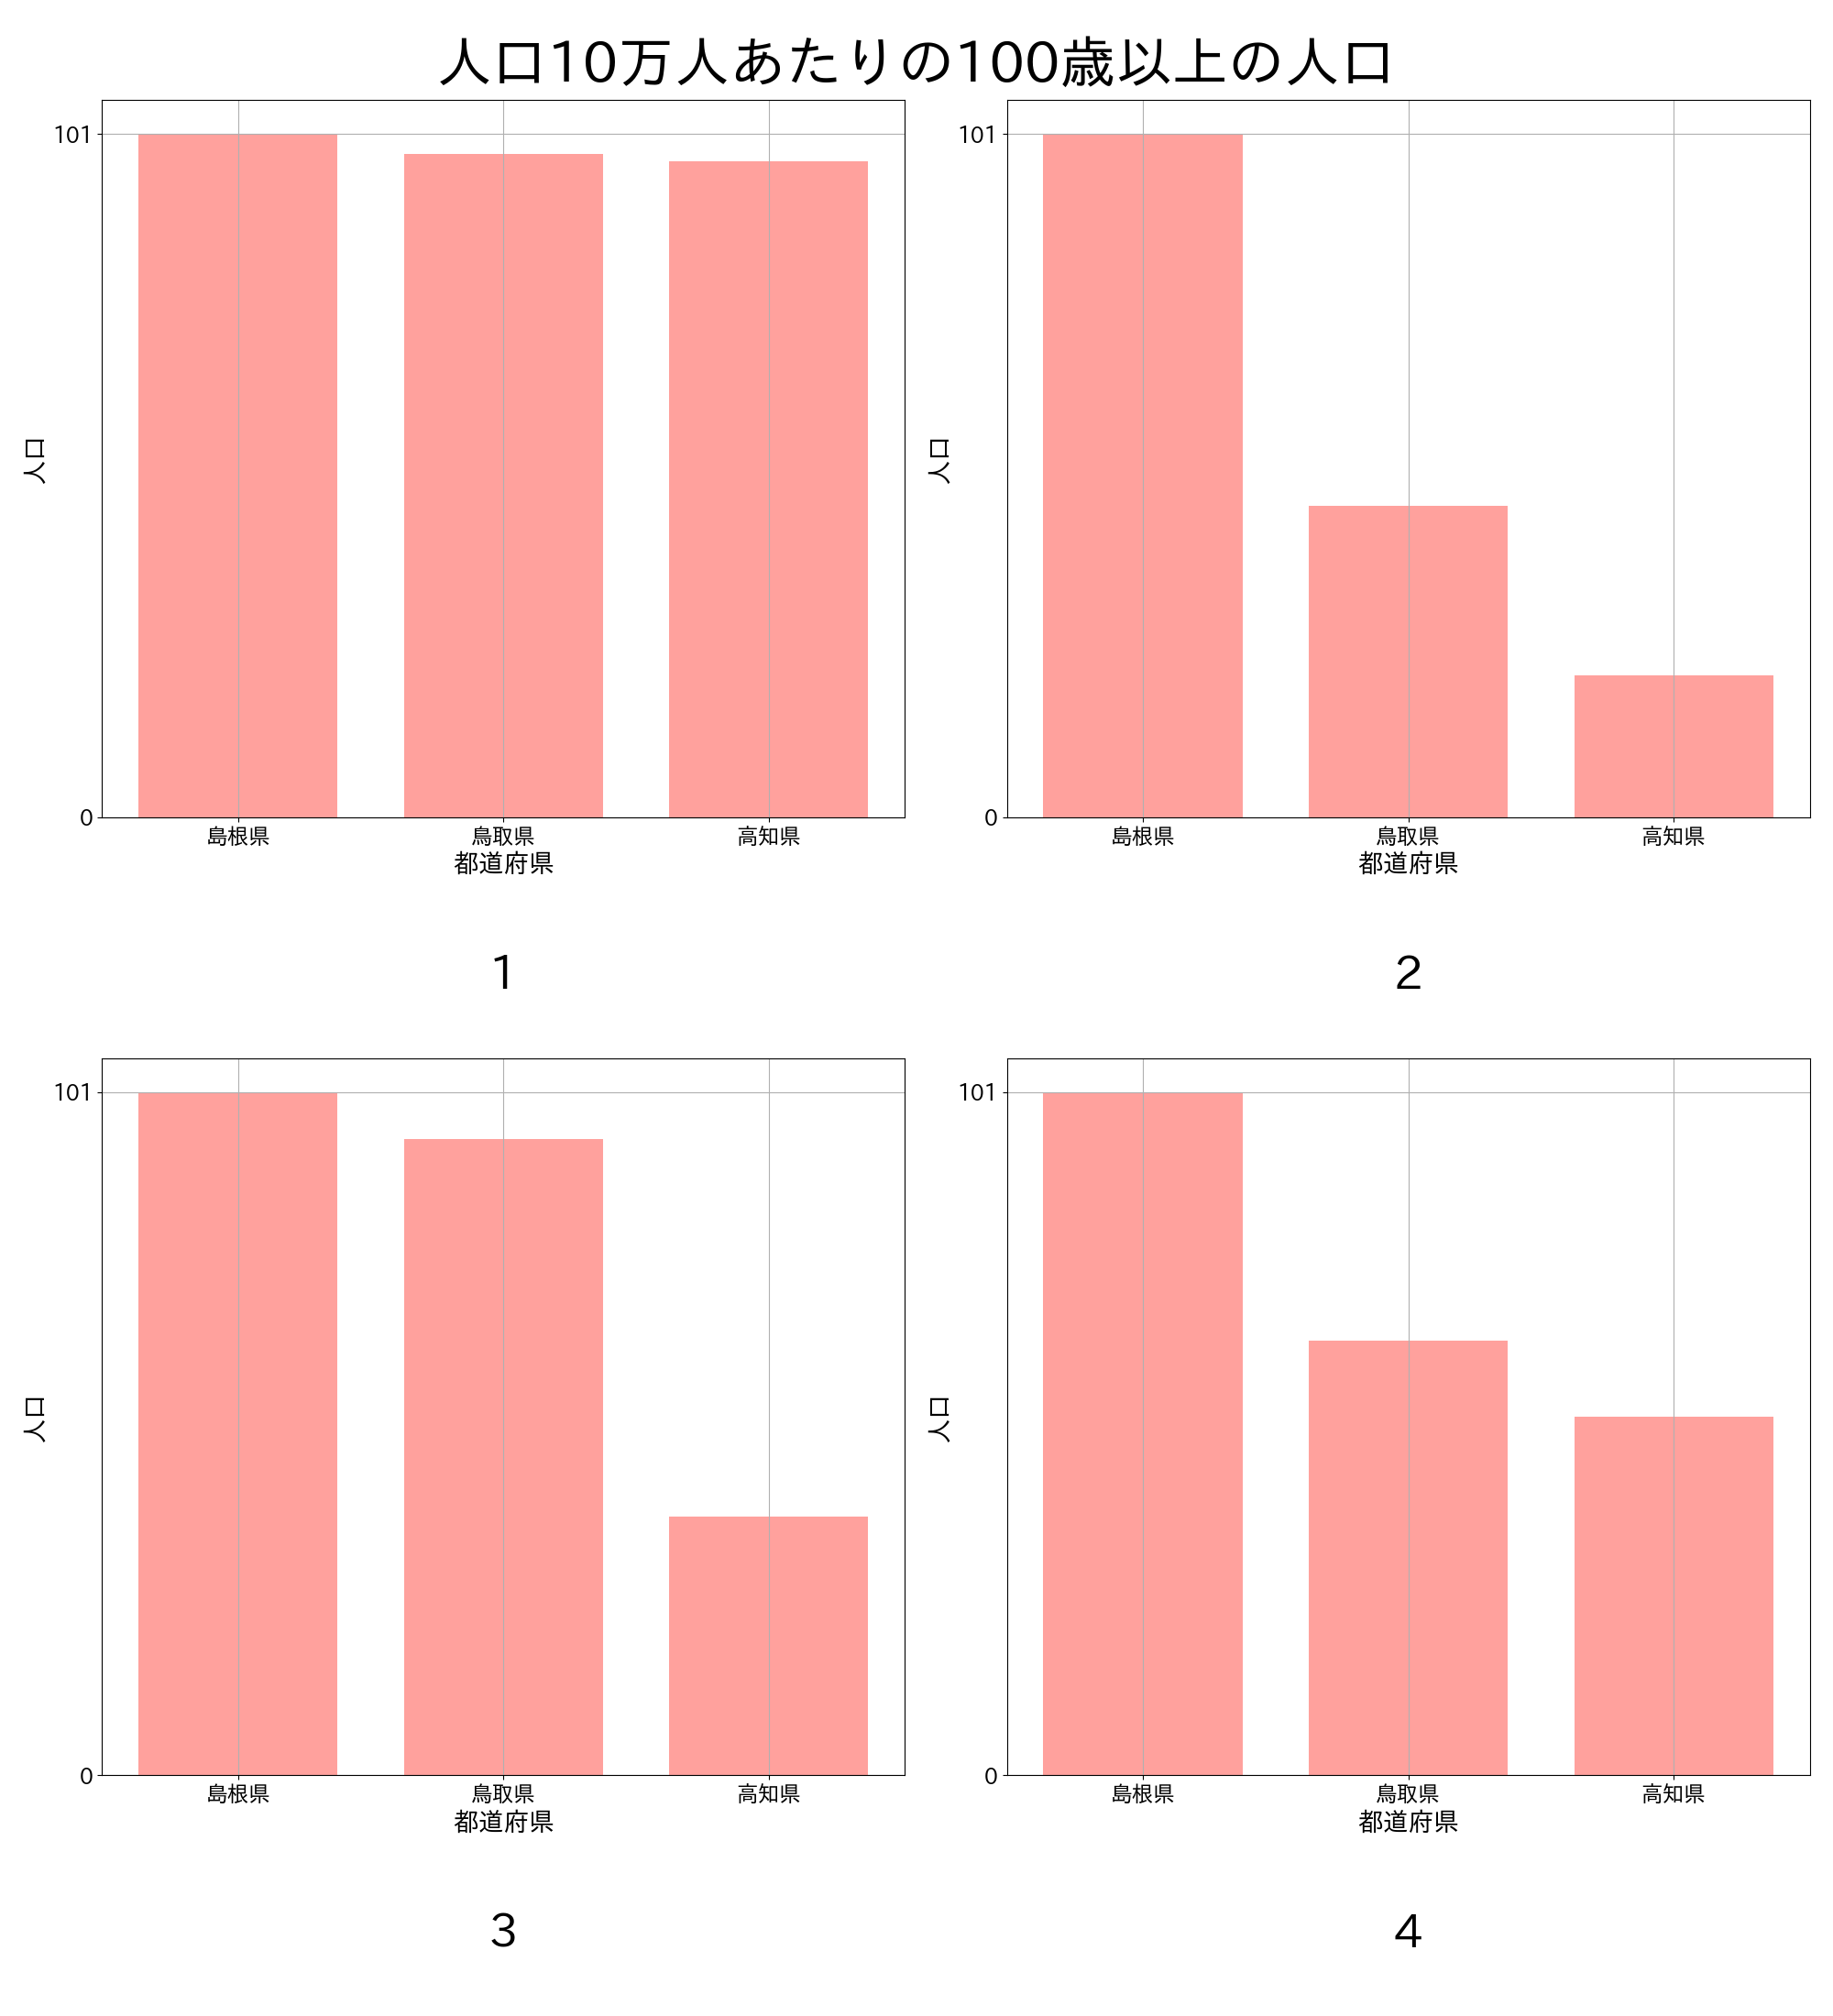 人口10万人あたりの100歳以上の人口
101
人口
0
島根県 鳥取県 高知県
都道府県
1
101
人口
0
島根県 鳥取県 高知県
都道府県
2
101
人口
0
島根県 鳥取県 高知県
都道府県
3
101
人口
0
島根県 鳥取県 高知県
都道府県
4